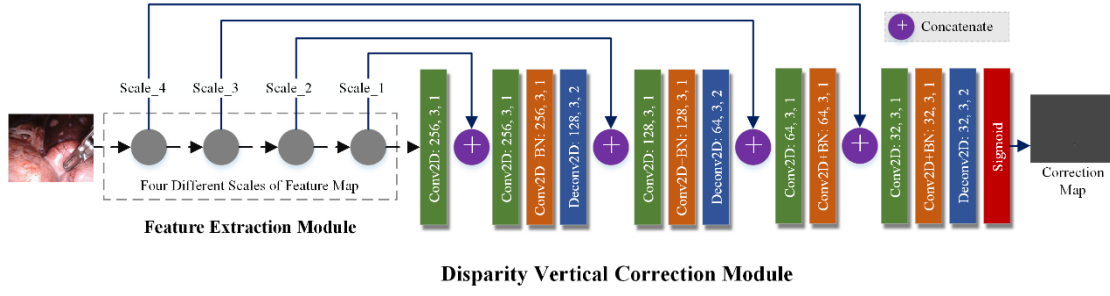 Concatenate
Scale_4
Scale_3
Scale_2
Scale_1
Four Different Scales of Feature Map
Feature Extraction Module
Conv2D: 256, 3, 1
Conv2D: 256, 3, 1
Conv2D–BN: 256, 3, 1
Deconv2D: 128, 3, 2
Conv2D: 128, 3, 1
Conv2D–BN: 128, 3, 1
Deconv2D: 64, 3, 2
Conv2D: 64, 3, 1
Conv2D+BN: 64, 3, 1
Conv2D: 32, 3, 1
Conv2D+BN: 32, 3, 1
Deconv2D: 32, 3, 2
Sigmoid
Correction
Map
Disparity Vertical Correction Module